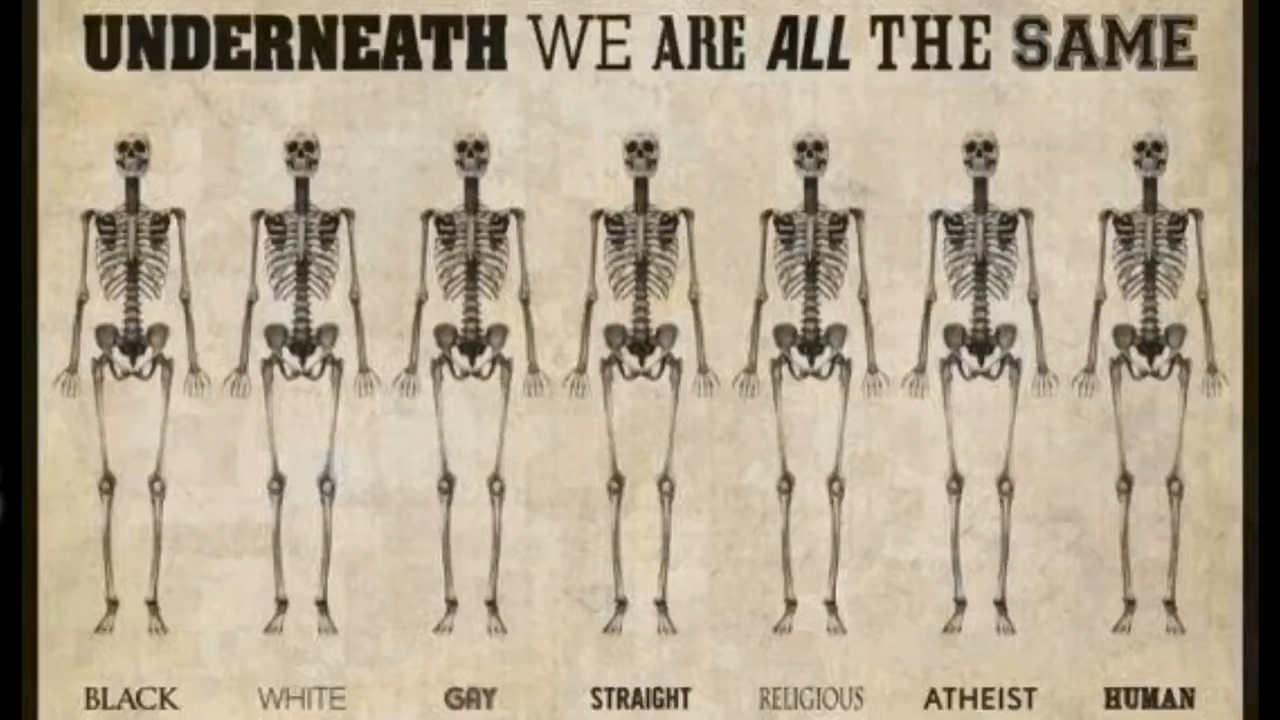 UNDERNEATH WE ARE ALL THE SAME
BLACK WHITE GAY STRAIGHT RELIGIOUS ATHEIST HUMAN